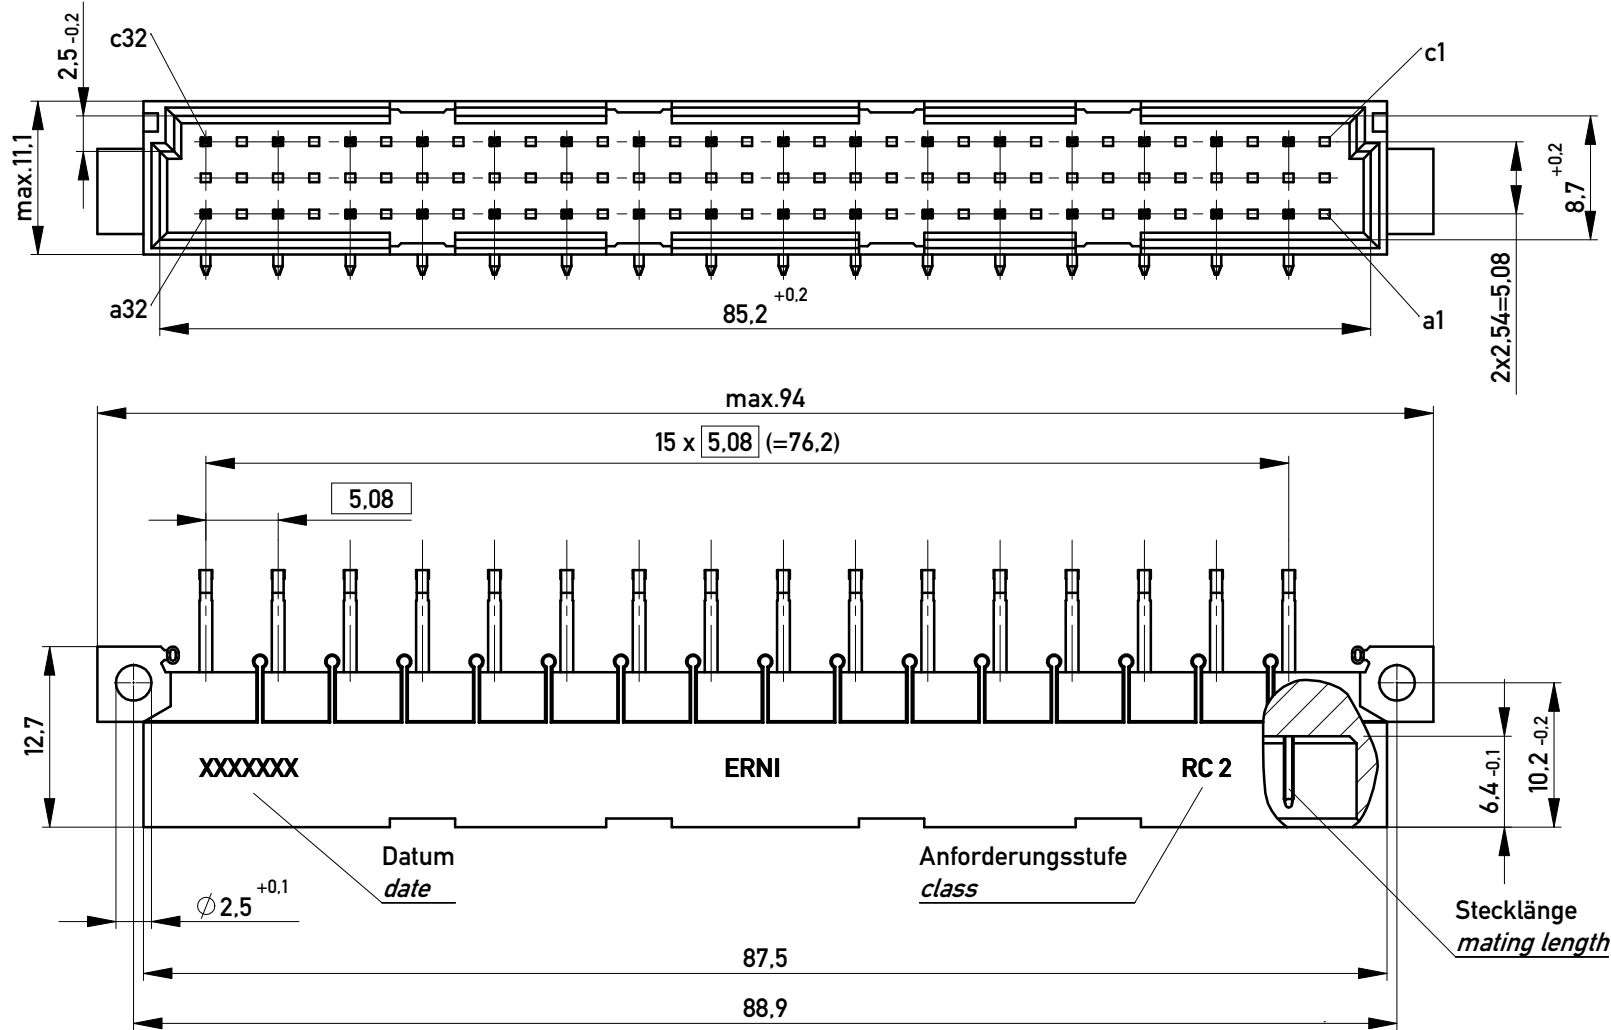 2,5 -0,2
c32
c1
max.11,1
8,7 +0,2
2x2,54=5,08
a32
85,2 +0,2
a1
max.94
15 x 5,08 (=76,2)
5,08
12,7
XXXXXXX
ERNI
RC 2
6,4 -0,1
10,2 -0,2
Datum
date
Anforderungsstufe
class
∅ 2,5 +0,1
Stecklänge
mating length
87,5
88,9